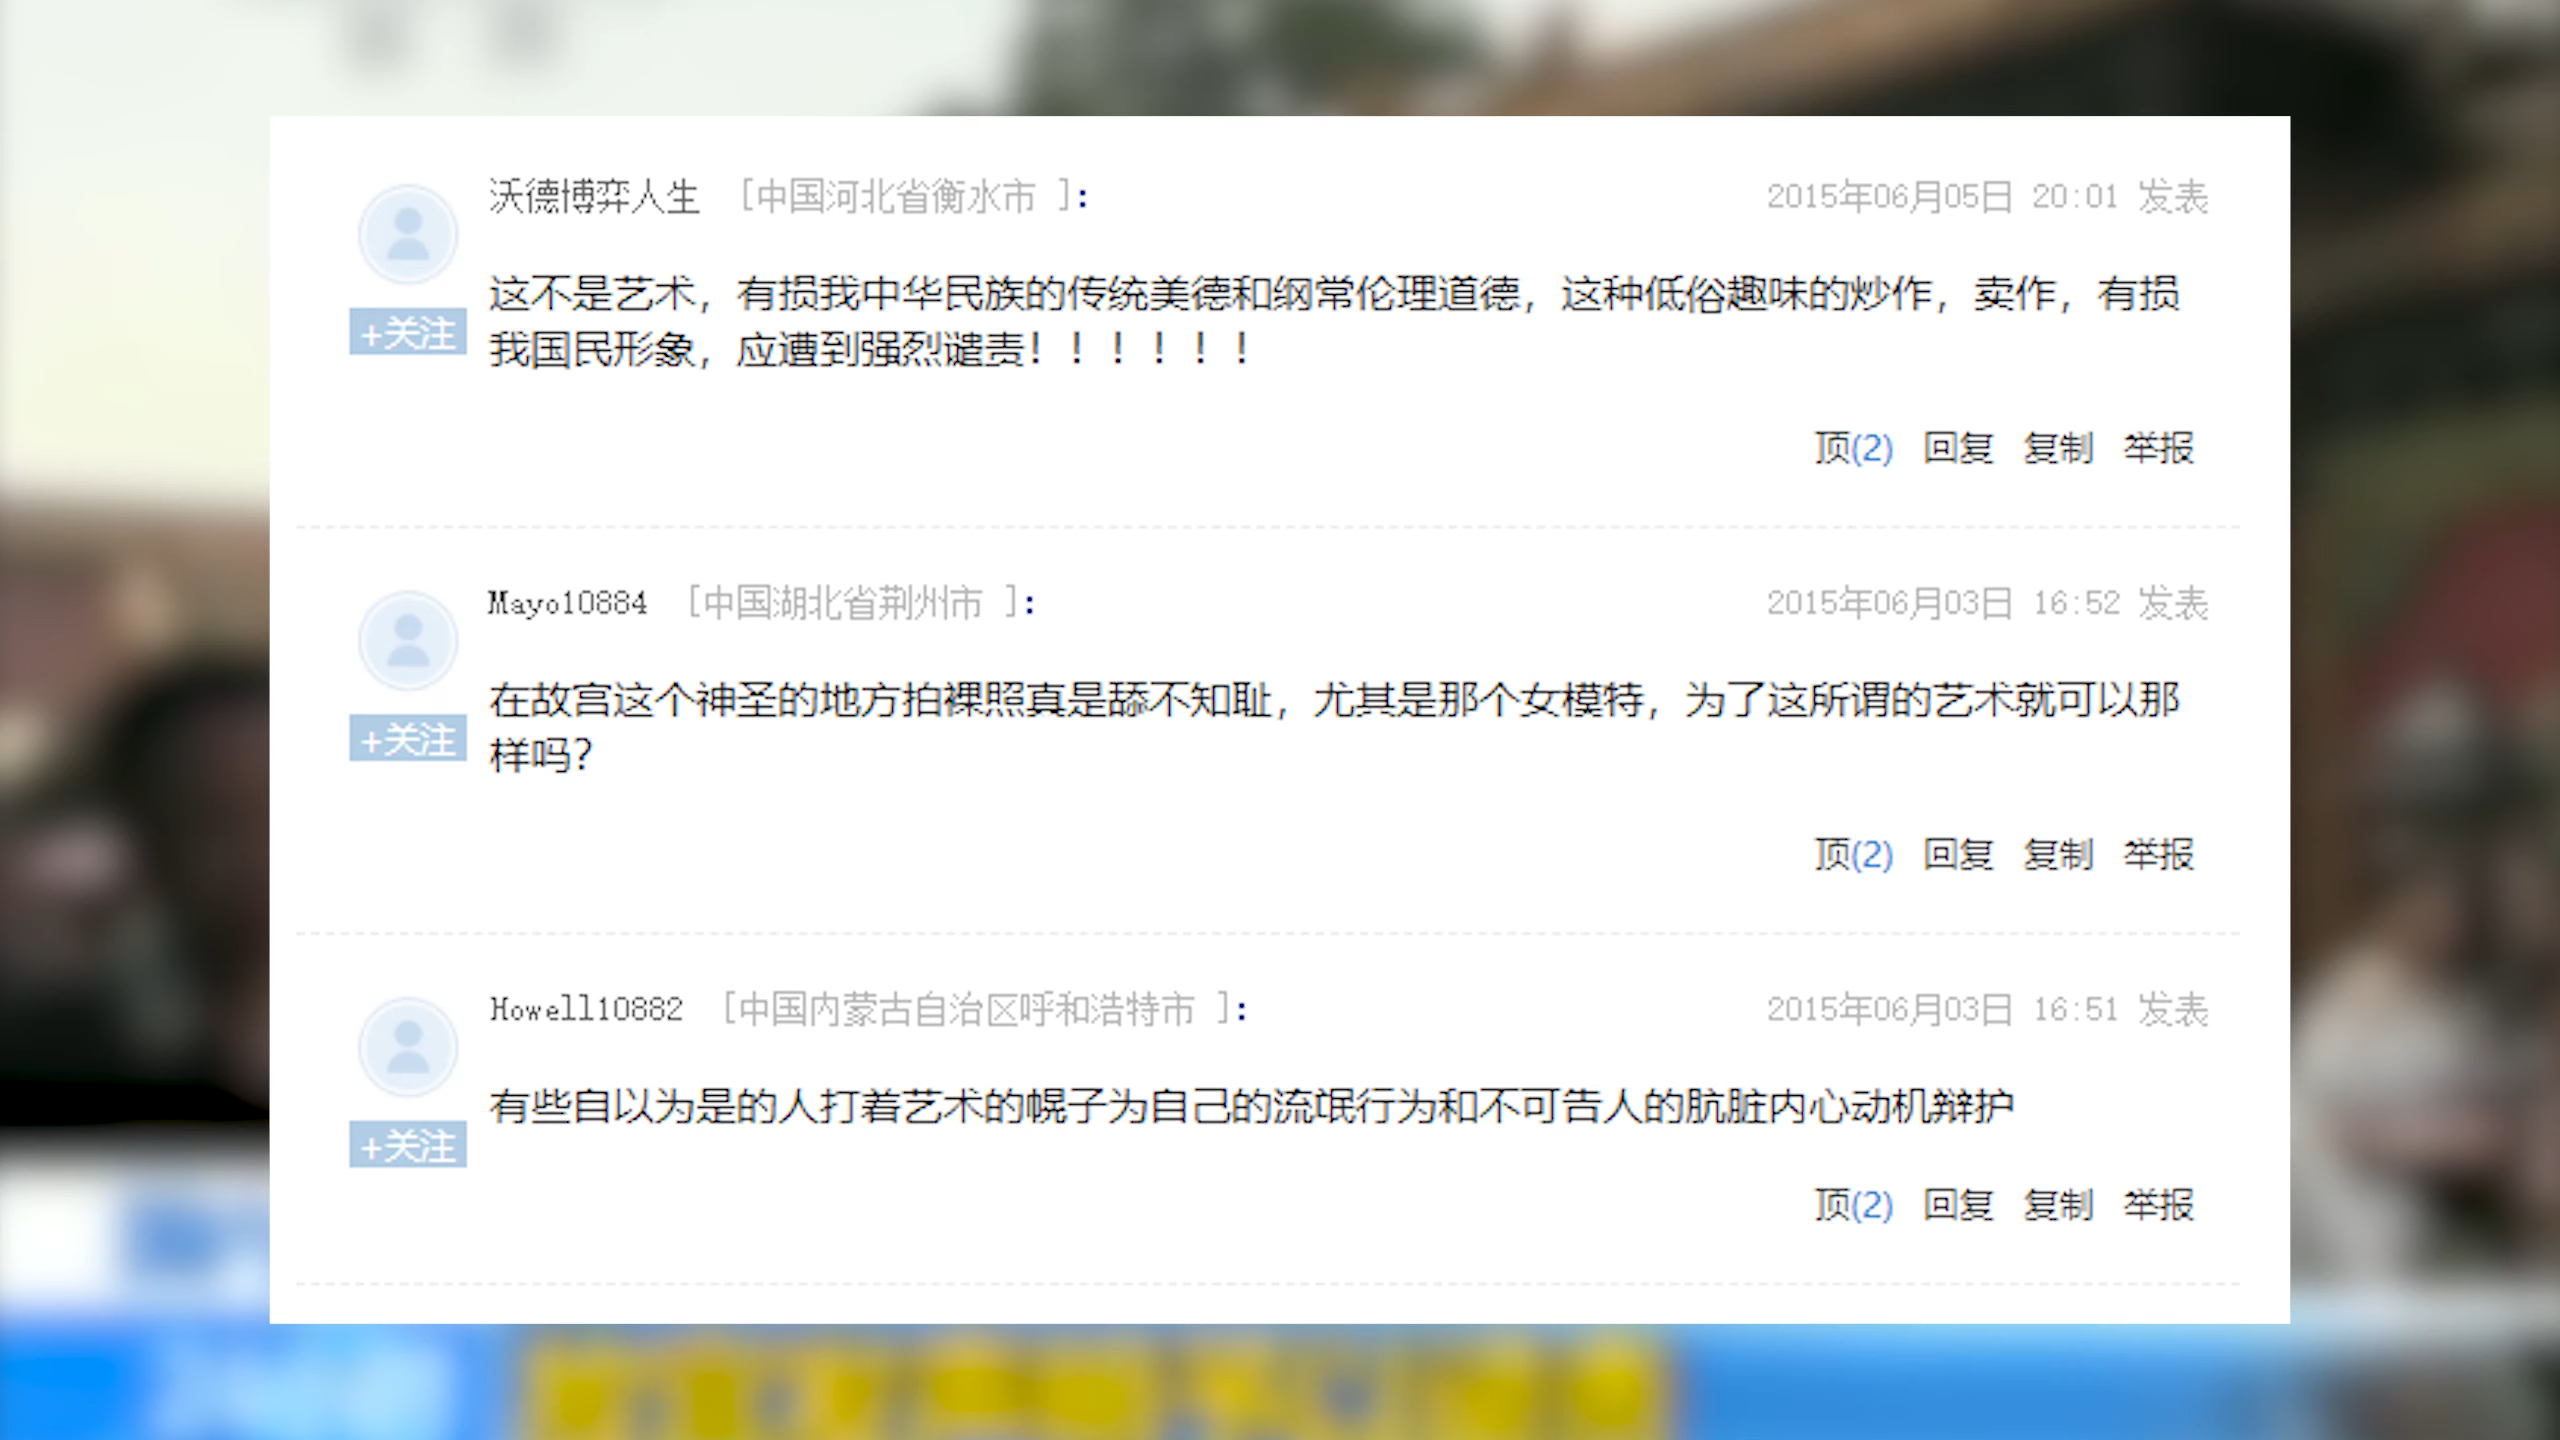 沃德博弈人生 [中国河北省衡水市 ]:
2015年06月05日 20:01 发表
+关注
这不是艺术，有损我中华民族的传统美德和纲常伦理道德，这种低俗趣味的炒作，卖作，有损
我国民形象，应遭到强烈谴责！！！！！！
顶(2) 回复 复制 举报
Mayo10884 [中国湖北省荆州市 ]:
2015年06月03日 16:52 发表
+关注
在故宫这个神圣的地方拍裸照真是舔不知耻，尤其是那个女模特，为了这所谓的艺术就可以那
样吗？
顶(2) 回复 复制 举报
Howell10882 [中国内蒙古自治区呼和浩特市 ]:
2015年06月03日 16:51 发表
+关注
有些自以为是的人打着艺术的幌子为自己的流氓行为和不可告人的肮脏内心动机辩护
顶(2) 回复 复制 举报